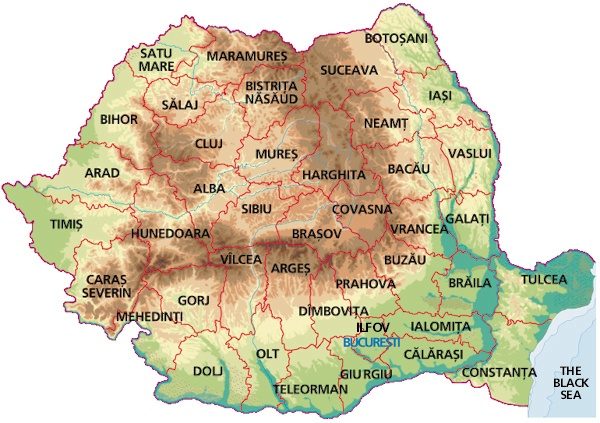 BOTOȘANI
SATU
MARE
MARAMUREȘ
SUCEAVA
BISTRIȚA
NĂSĂUD
IAȘI
SĂLAJ
BIHOR
NEAMȚ
CLUJ
MUREȘ
VASLUI
ARAD
HARGHITA
BACĂU
ALBA
SIBIU
COVASNA
GALAȚI
TIMIȘ
HUNEDOARA
BRAȘOV
VRANCEA
VÎLCEA
ARGEȘ
BUZĂU
CARAȘ
SEVERIN
PRAHOVA
BRĂILA
TULCEA
GORJ
MEHEDINȚI
DÎMBOVIȚA
ILFOV
IALOMIȚA
BUCUREȘTI
OLT
CĂLĂRAȘI
DOLJ
GIURGIU
CONSTANȚA
TELEORMAN
THE
BLACK
SEA